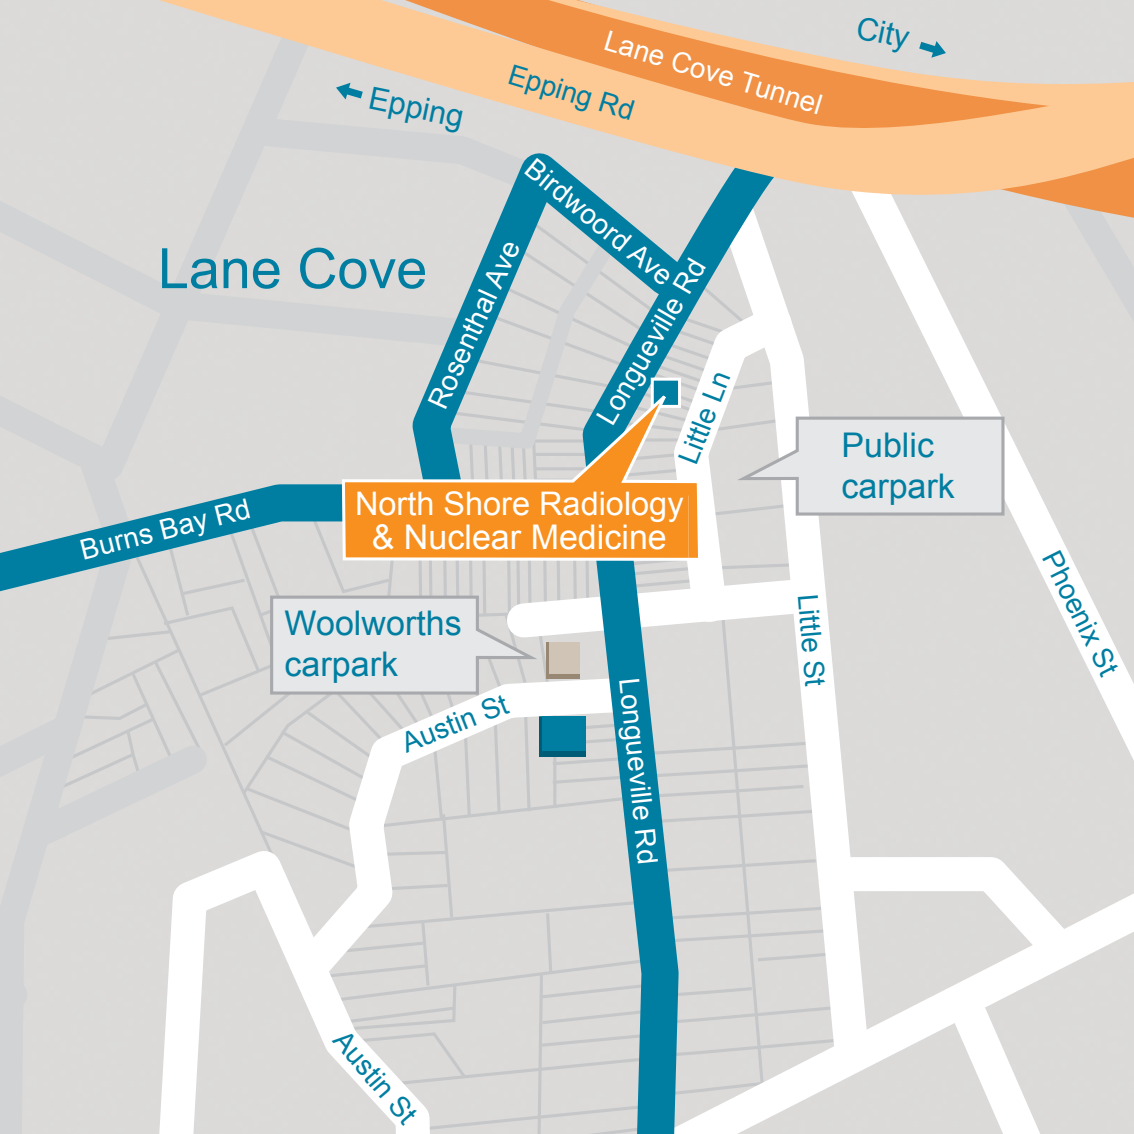 City
Lane Cove Tunnel
Epping Rd
Epping
Birdwoord Ave
Lane Cove
Rosenthal Ave
Longueville Rd
Little Ln
Public
carpark
North Shore Radiology
& Nuclear Medicine
Burns Bay Rd
Phoenix St
Woolworths
carpark
Little St
Austin St
Longueville Rd
Austin St